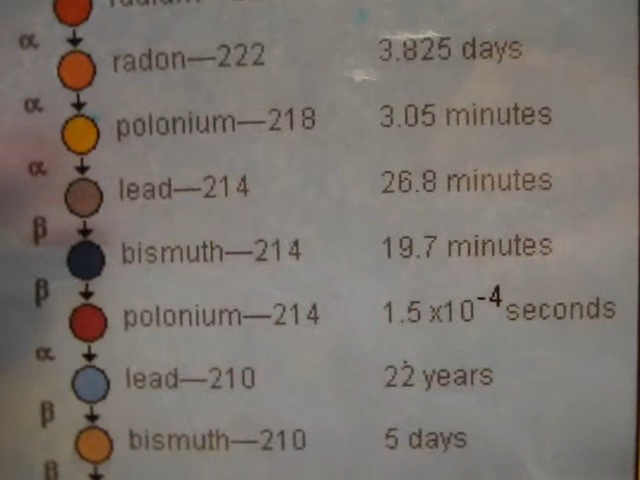 α
radon—222 3.825 days
α
polonium—218 3.05 minutes
α
lead—214 26.8 minutes
β
bismuth—214 19.7 minutes
β
polonium—214 1.5 x10⁻⁴ seconds
α
lead—210 22 years
β
bismuth—210 5 days
β